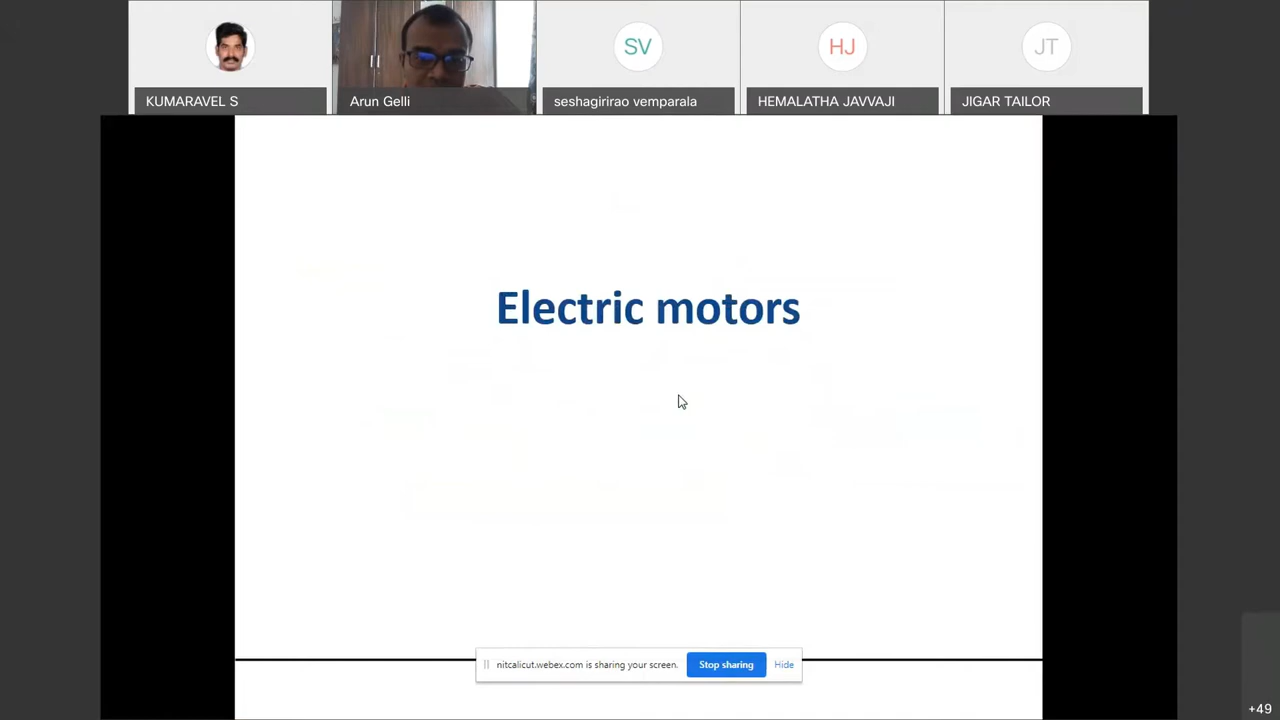 KUMARAVEL S
Arun Gelli
SV
seshagirirao vemparala
HJ
HEMALATHA JAVVAJI
JT
JIGAR TAILOR
Electric motors
nitcalicut.webex.com is sharing your screen.
Stop sharing
Hide
+49